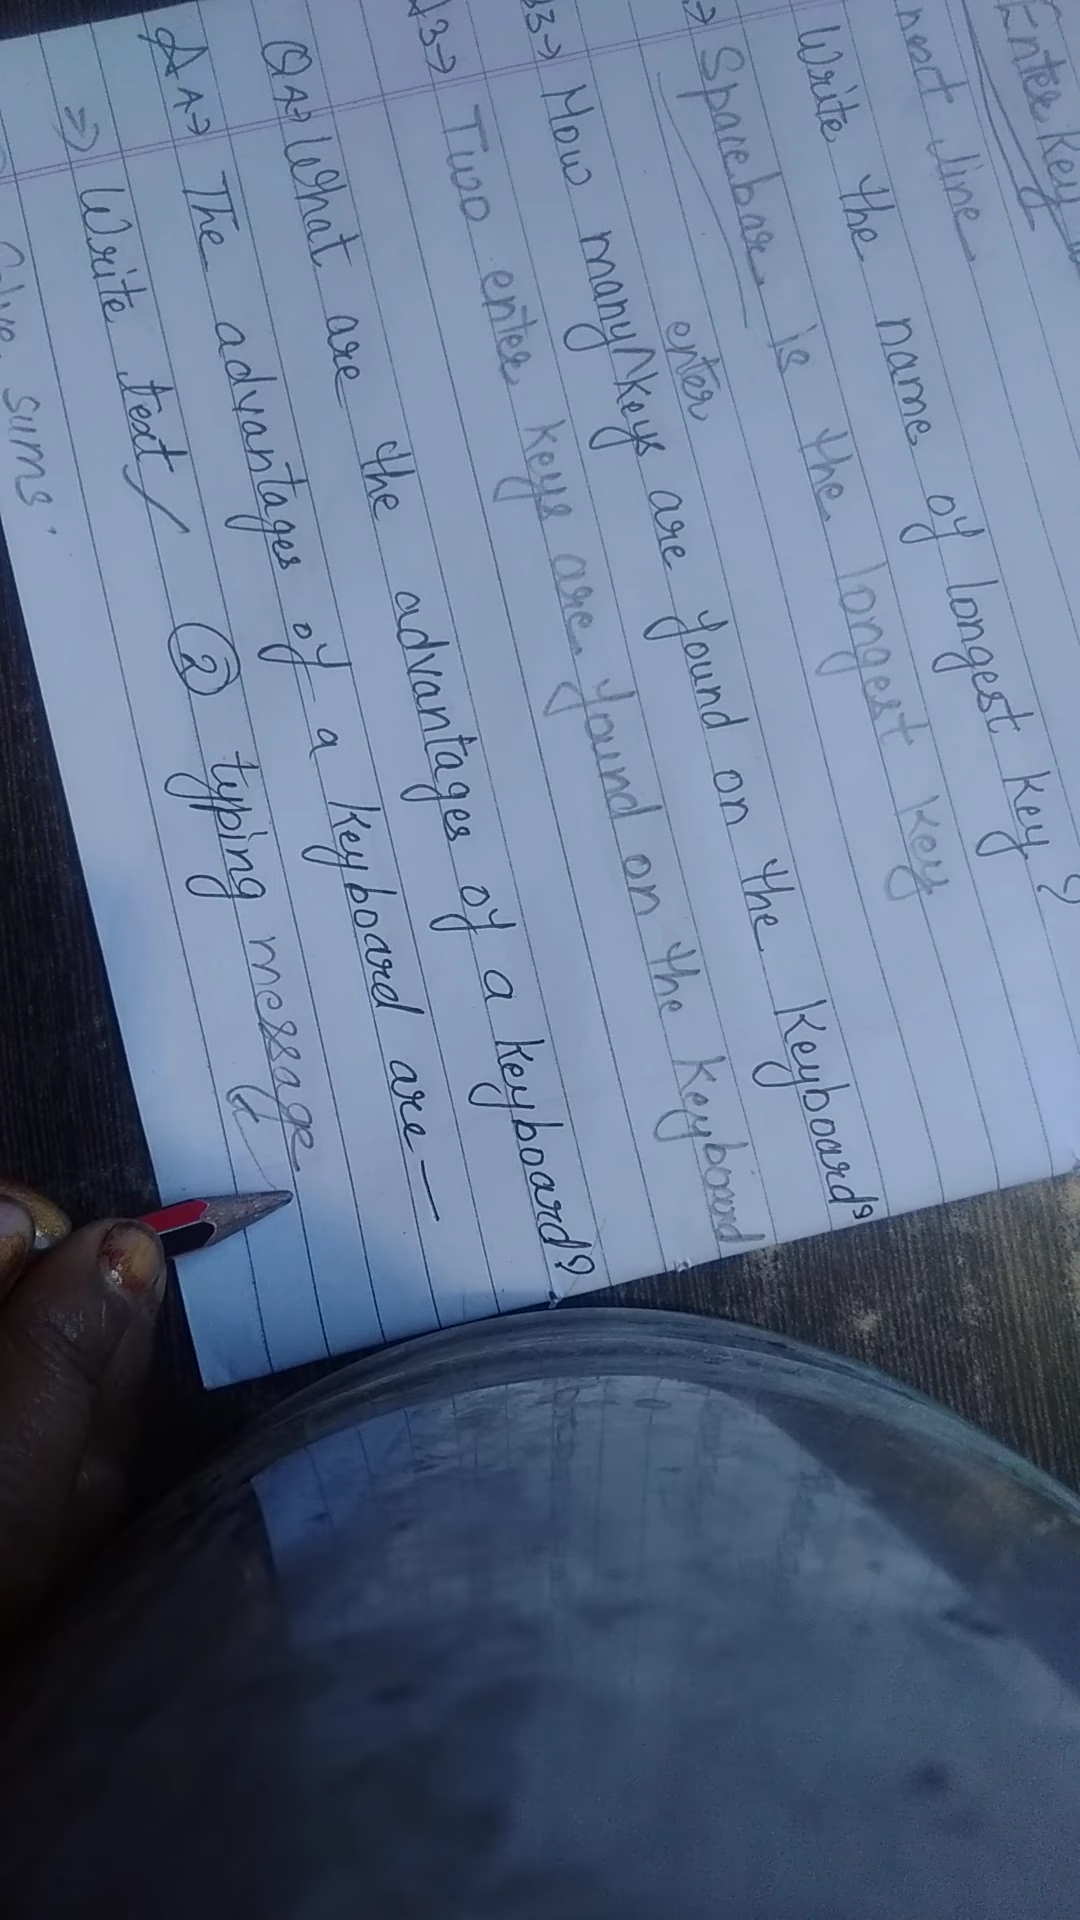 Enter key
next line.
Write the name of longest key ?
→ Spacebar is the longest key
enter
Q3→ How many^keys are found on the keyboard?
A3→ Two enter keys are found on the keyboard
Q4→ What are the advantages of a keyboard?
A4→ The advantages of a keyboard are —
⇒ Write text / ② typing message
Solve sums.